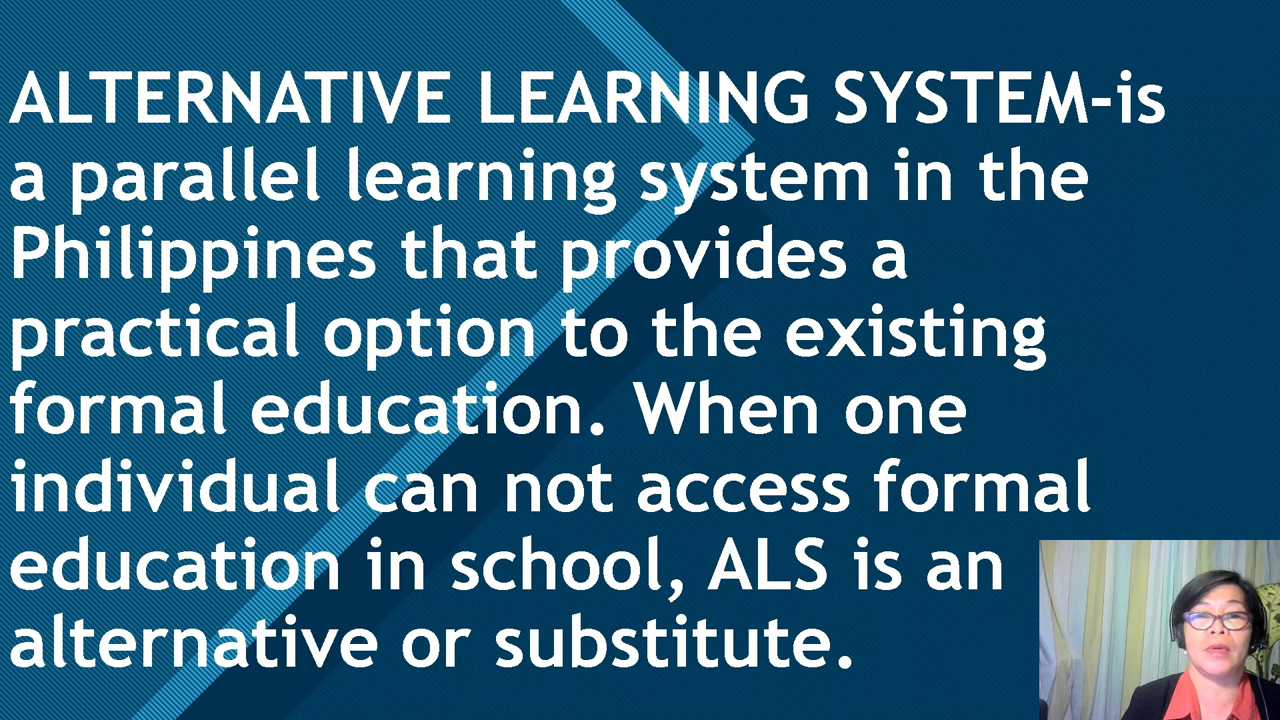 ALTERNATIVE LEARNING SYSTEM-is
a parallel learning system in the
Philippines that provides a
practical option to the existing
formal education. When one
individual can not access formal
education in school, ALS is an
alternative or substitute.